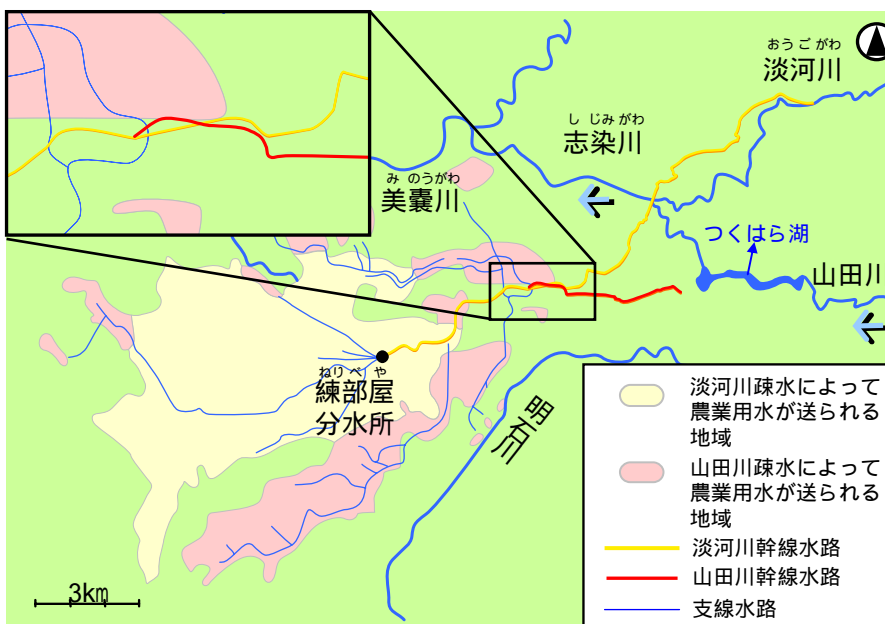 おうごがわ
淡河川
しじみがわ
志染川
みのうがわ
美嚢川
つくはら湖
山田川
ねりべや
練部屋
分水所
明石川
淡河川疎水によって
農業用水が送られる
地域
山田川疎水によって
農業用水が送られる
地域
淡河川幹線水路
山田川幹線水路
支線水路
3km